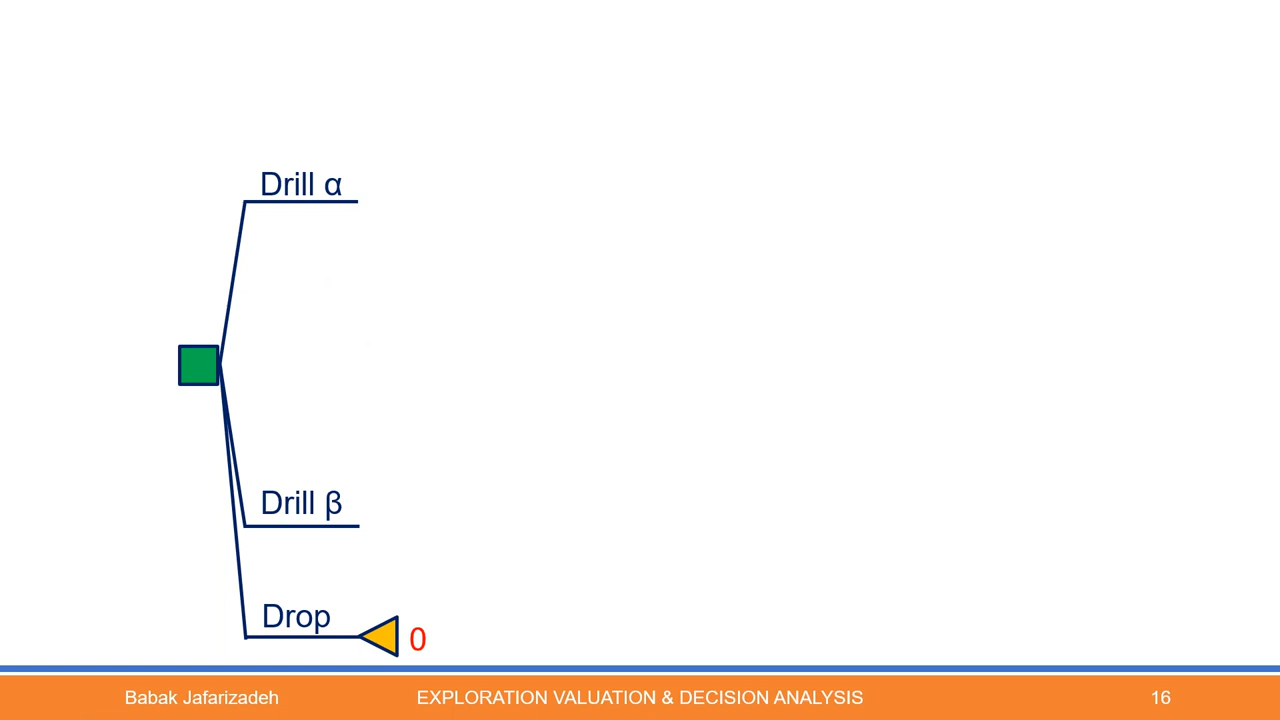 Drill α
Drill β
Drop
0
Babak Jafarizadeh
EXPLORATION VALUATION & DECISION ANALYSIS
16